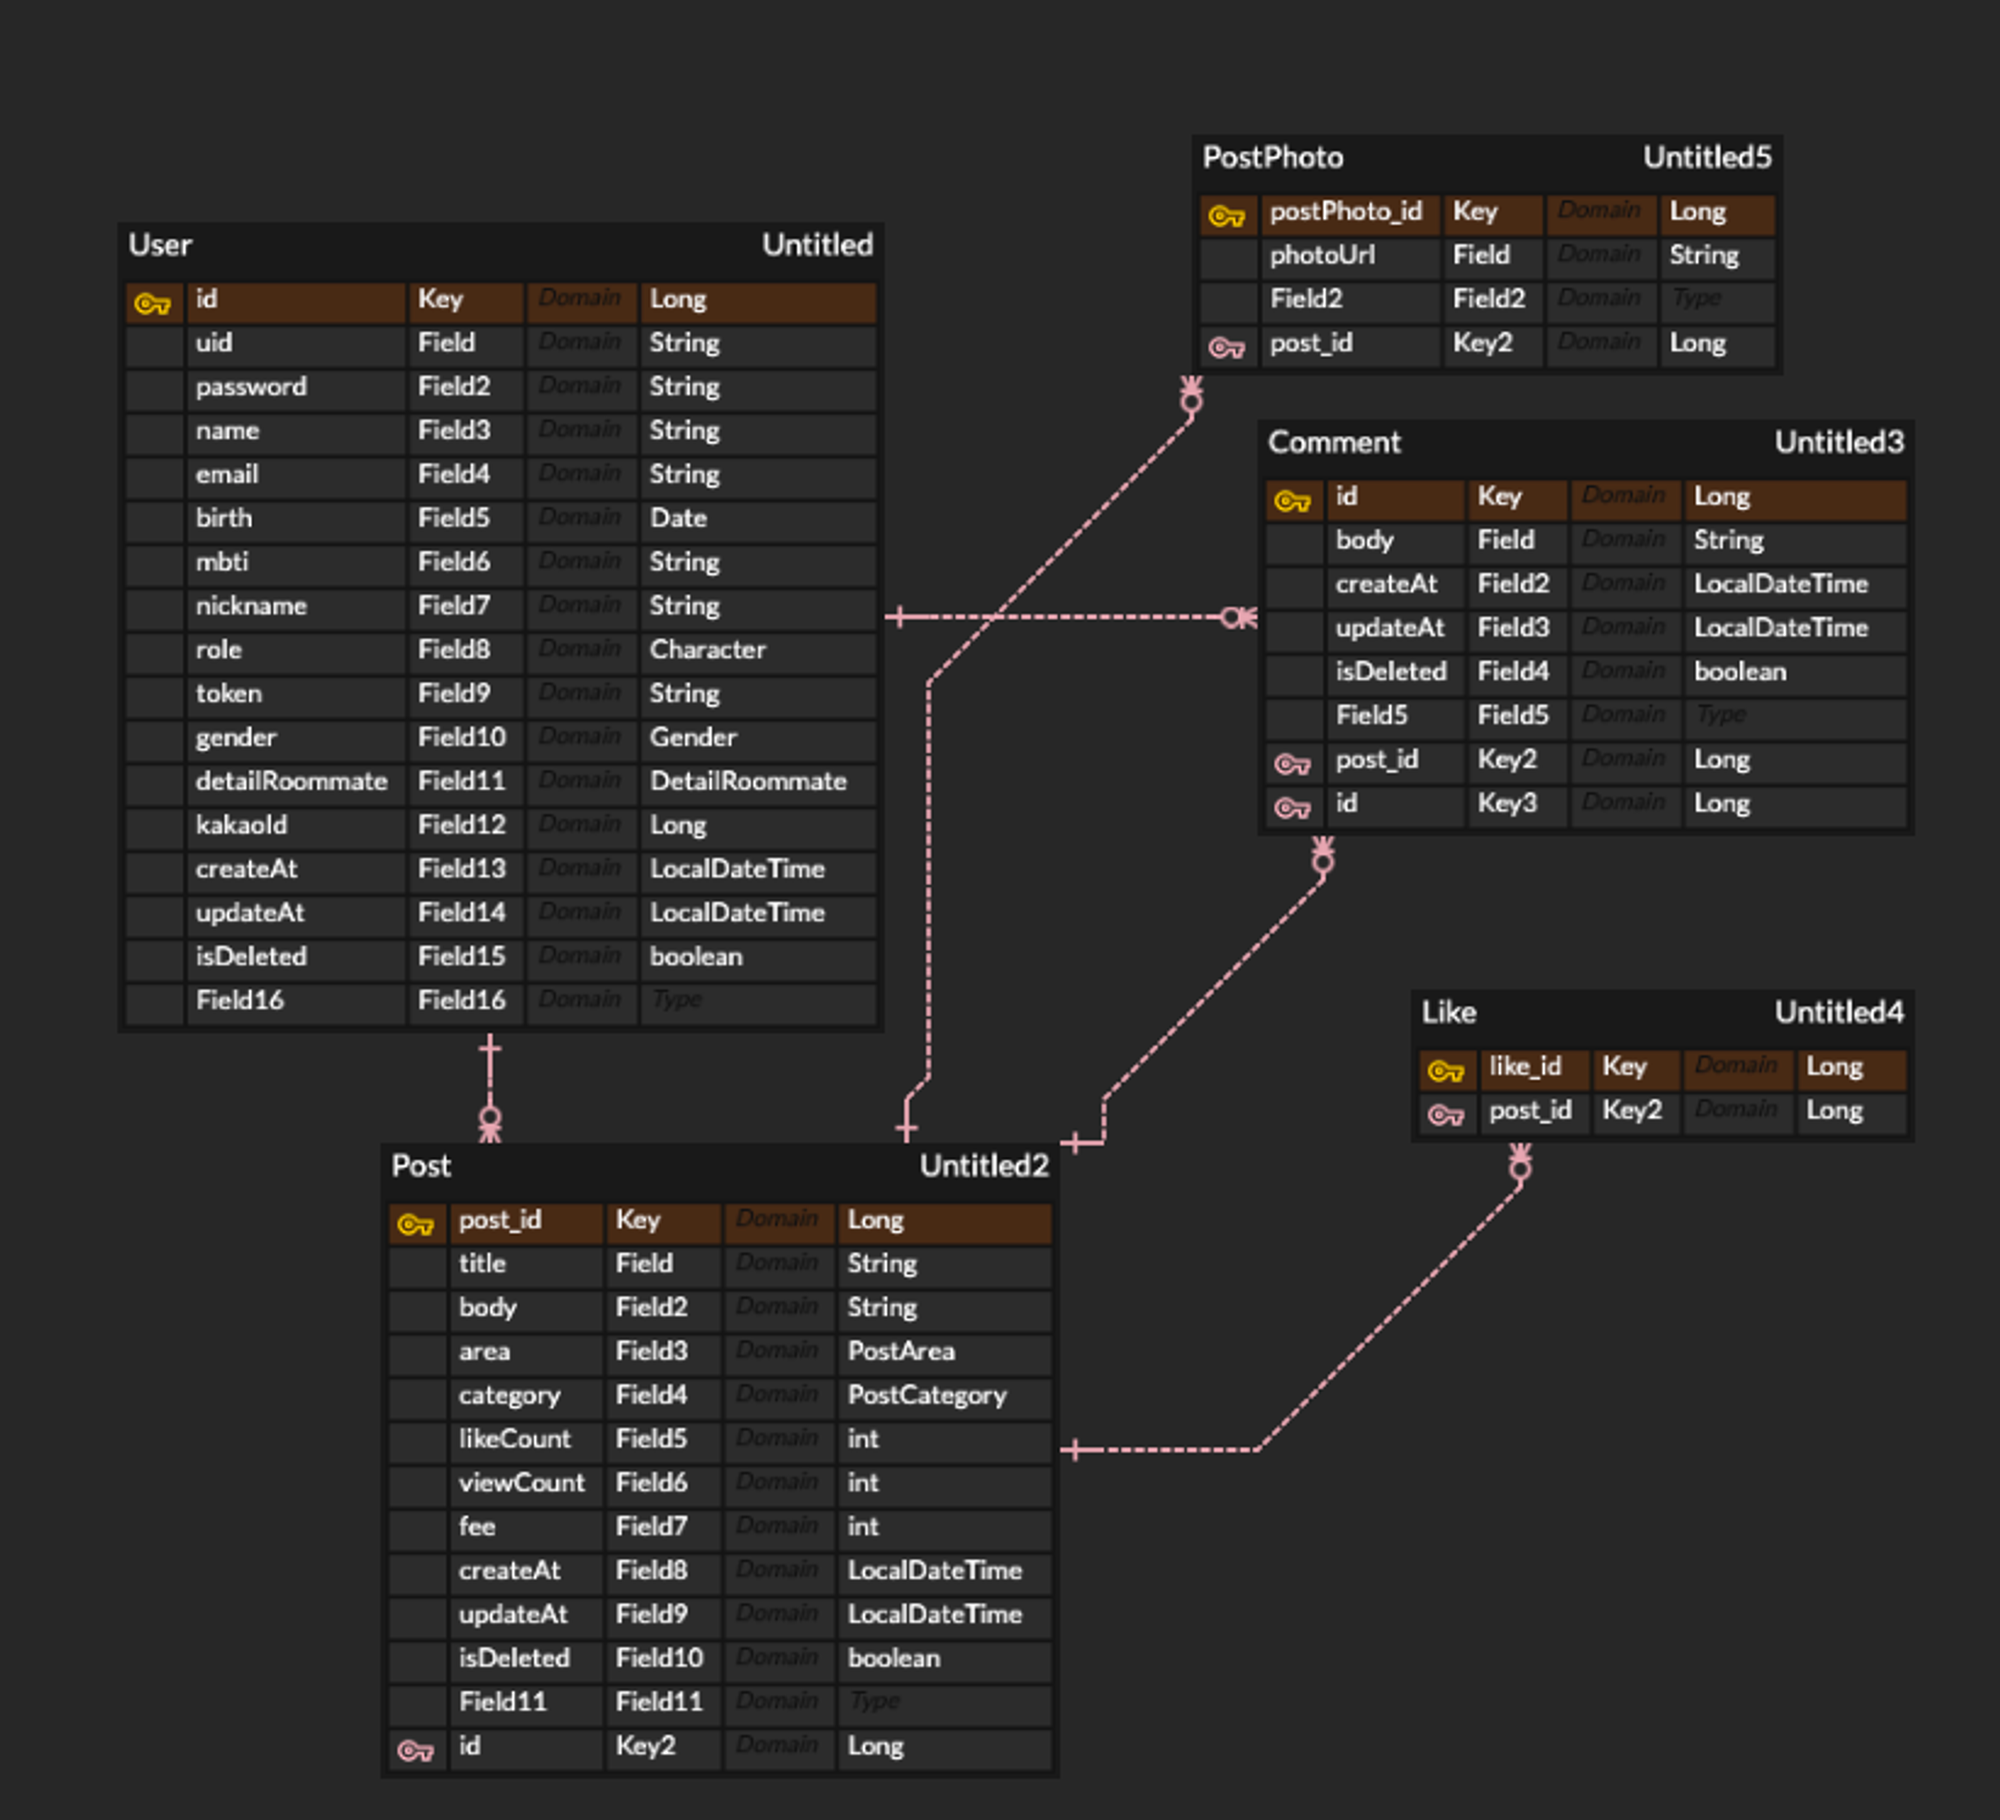 PostPhoto Untitled5
postPhoto_id Key Domain Long
photoUrl Field Domain String
Field2 Field2 Domain Type
post_id Key2 Domain Long
User Untitled
id Key Domain Long
uid Field Domain String
password Field2 Domain String
name Field3 Domain String
email Field4 Domain String
birth Field5 Domain Date
mbti Field6 Domain String
nickname Field7 Domain String
role Field8 Domain Character
token Field9 Domain String
gender Field10 Domain Gender
detailRoommate Field11 Domain DetailRoommate
kakaoId Field12 Domain Long
createAt Field13 Domain LocalDateTime
updateAt Field14 Domain LocalDateTime
isDeleted Field15 Domain boolean
Field16 Field16 Domain Type
Comment Untitled3
id Key Domain Long
body Field Domain String
createAt Field2 Domain LocalDateTime
updateAt Field3 Domain LocalDateTime
isDeleted Field4 Domain boolean
Field5 Field5 Domain Type
post_id Key2 Domain Long
id Key3 Domain Long
Like Untitled4
like_id Key Domain Long
post_id Key2 Domain Long
Post Untitled2
post_id Key Domain Long
title Field Domain String
body Field2 Domain String
area Field3 Domain PostArea
category Field4 Domain PostCategory
likeCount Field5 Domain int
viewCount Field6 Domain int
fee Field7 Domain int
createAt Field8 Domain LocalDateTime
updateAt Field9 Domain LocalDateTime
isDeleted Field10 Domain boolean
Field11 Field11 Domain Type
id Key2 Domain Long